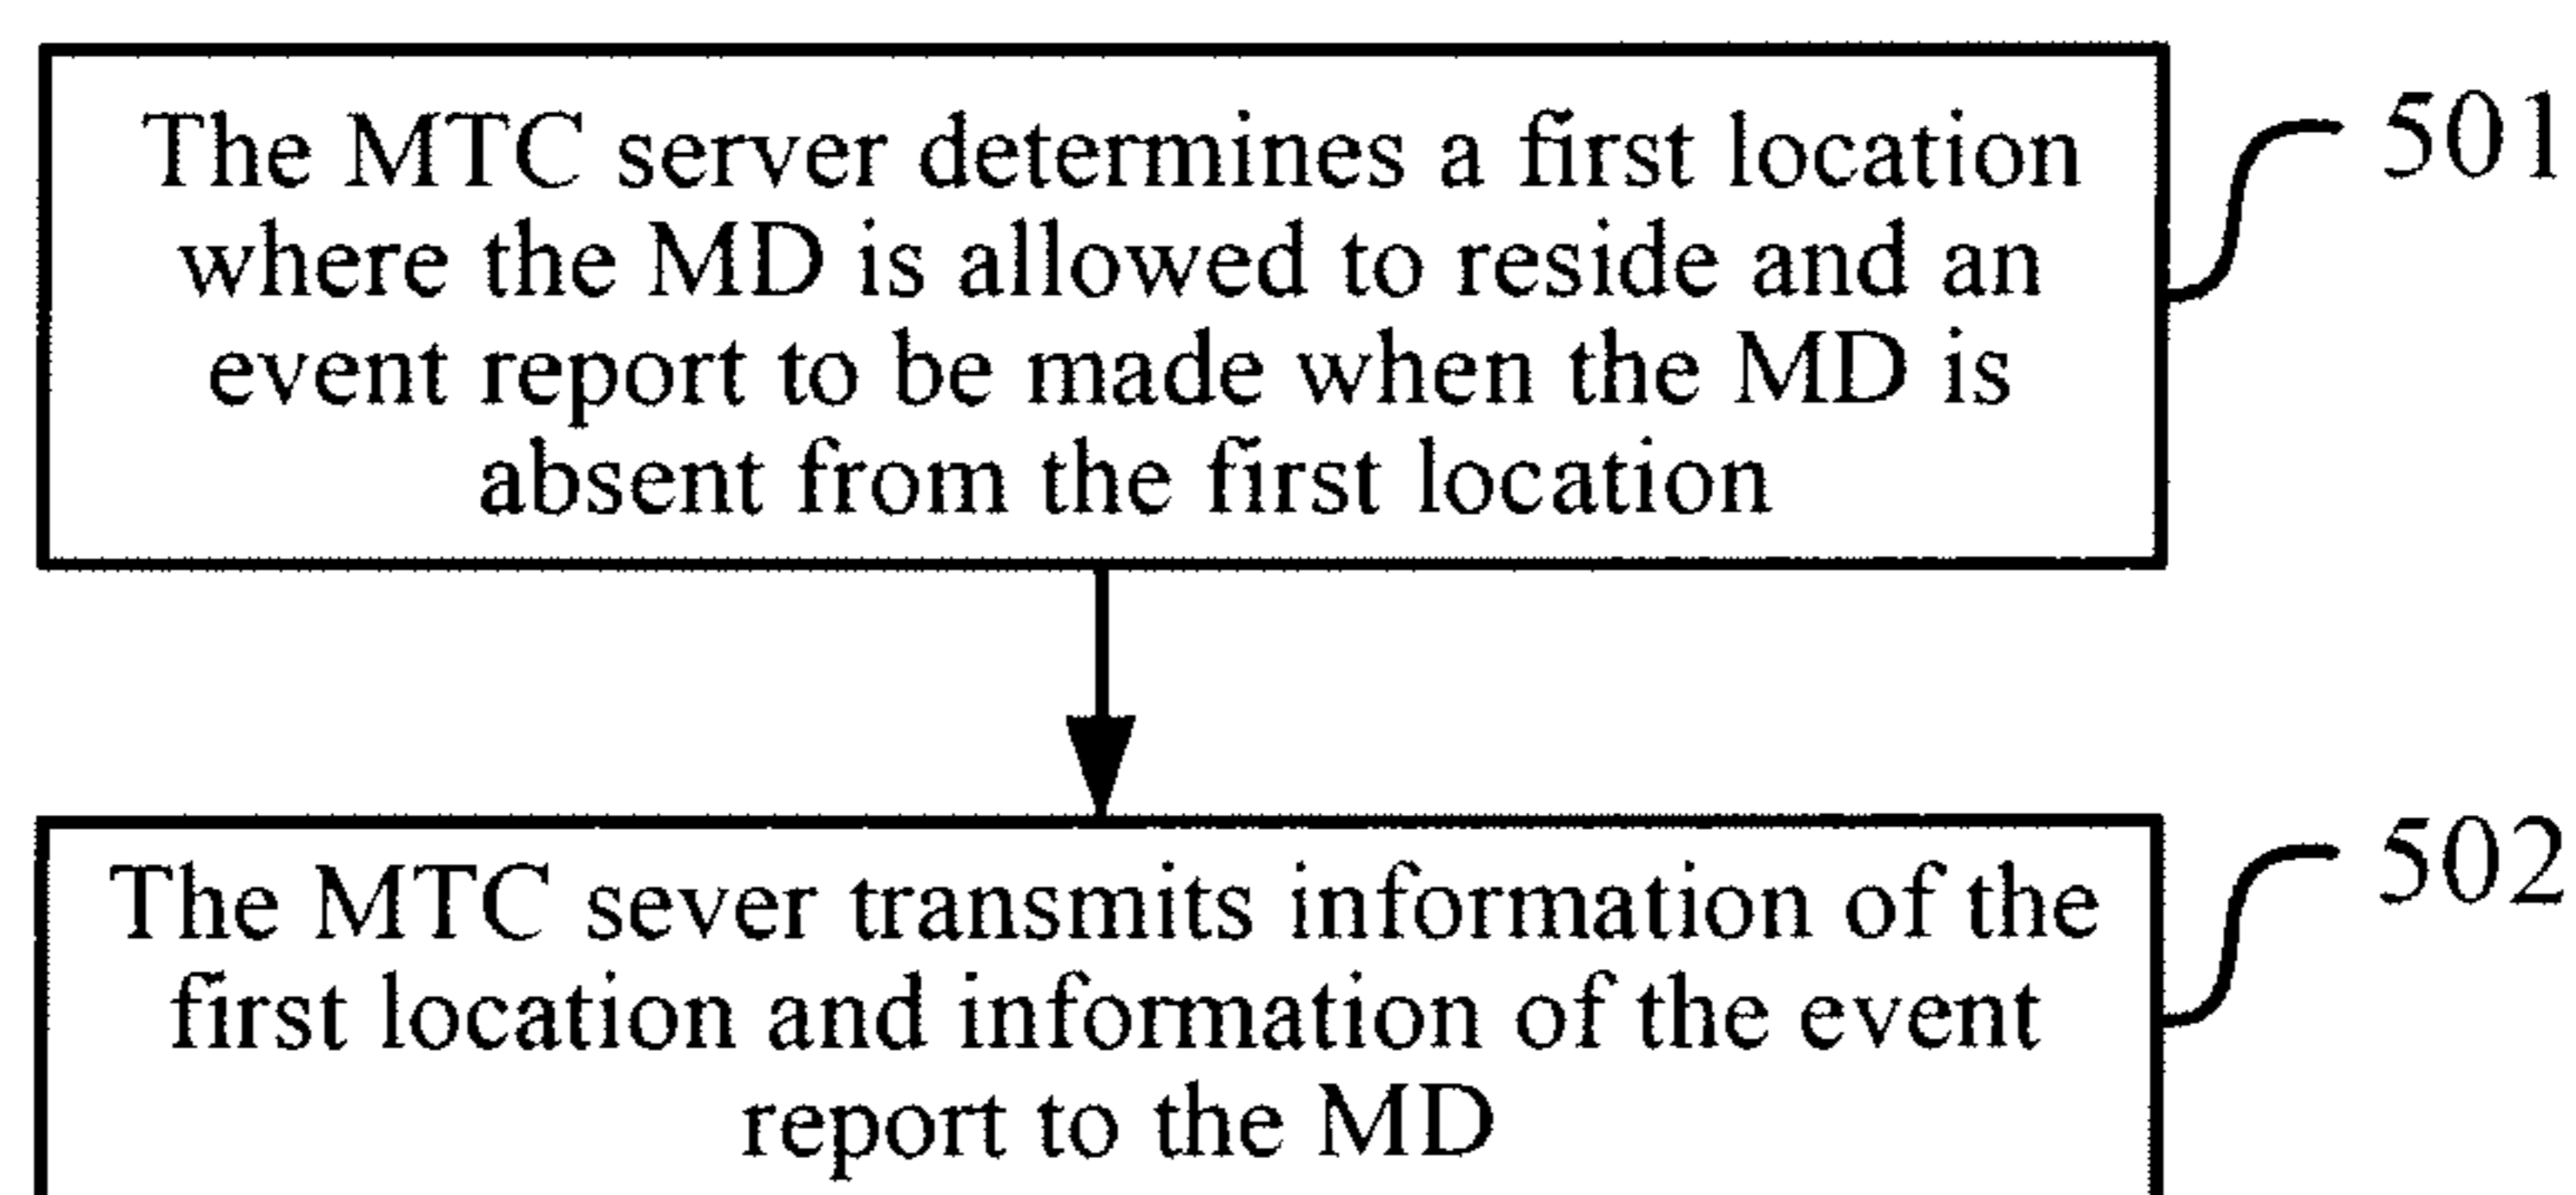 The MTC server determines a first location
where the MD is allowed to reside and an
event report to be made when the MD is
absent from the first location
501
The MTC sever transmits information of the
first location and information of the event
report to the MD
502